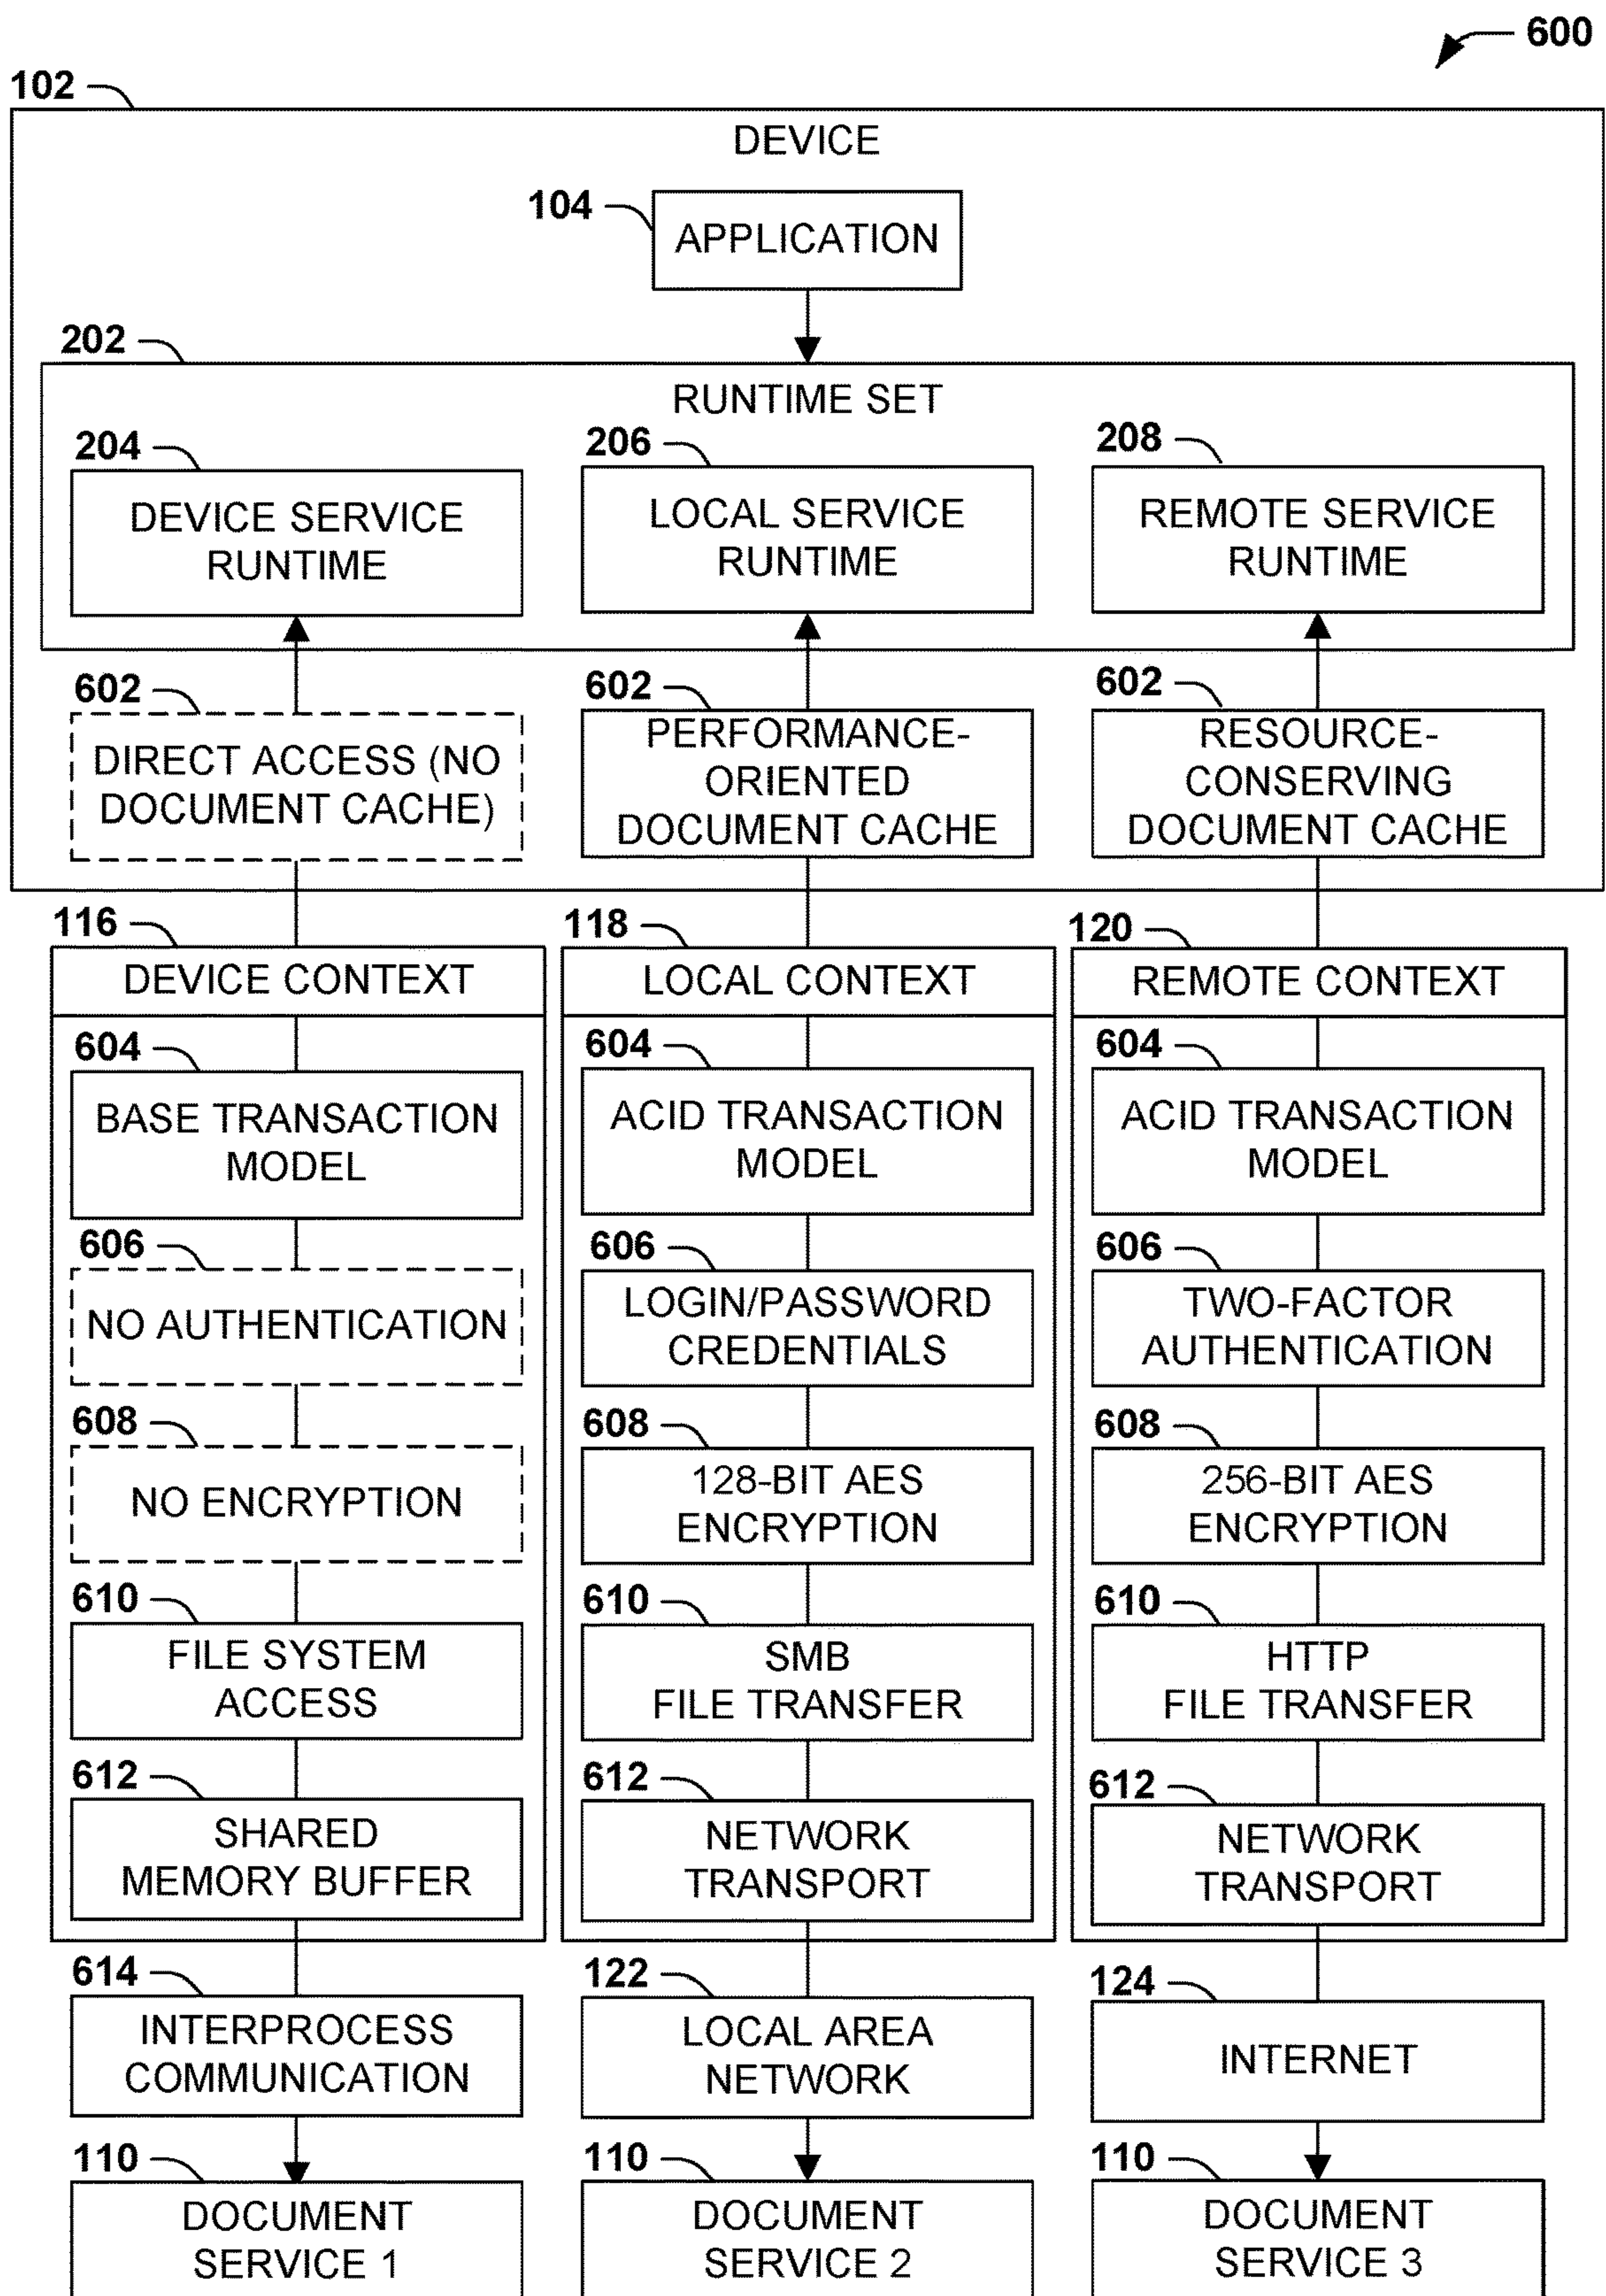 600
102
DEVICE
104
APPLICATION
202
RUNTIME SET
204
DEVICE SERVICE
RUNTIME
206
LOCAL SERVICE
RUNTIME
208
REMOTE SERVICE
RUNTIME
602
DIRECT ACCESS (NO
DOCUMENT CACHE)
602
PERFORMANCE-
ORIENTED
DOCUMENT CACHE
602
RESOURCE-
CONSERVING
DOCUMENT CACHE
116
DEVICE CONTEXT
604
BASE TRANSACTION
MODEL
606
NO AUTHENTICATION
608
NO ENCRYPTION
610
FILE SYSTEM
ACCESS
612
SHARED
MEMORY BUFFER
614
INTERPROCESS
COMMUNICATION
110
DOCUMENT
SERVICE 1
118
LOCAL CONTEXT
604
ACID TRANSACTION
MODEL
606
LOGIN/PASSWORD
CREDENTIALS
608
128-BIT AES
ENCRYPTION
610
SMB
FILE TRANSFER
612
NETWORK
TRANSPORT
122
LOCAL AREA
NETWORK
110
DOCUMENT
SERVICE 2
120
REMOTE CONTEXT
604
ACID TRANSACTION
MODEL
606
TWO-FACTOR
AUTHENTICATION
608
256-BIT AES
ENCRYPTION
610
HTTP
FILE TRANSFER
612
NETWORK
TRANSPORT
124
INTERNET
110
DOCUMENT
SERVICE 3